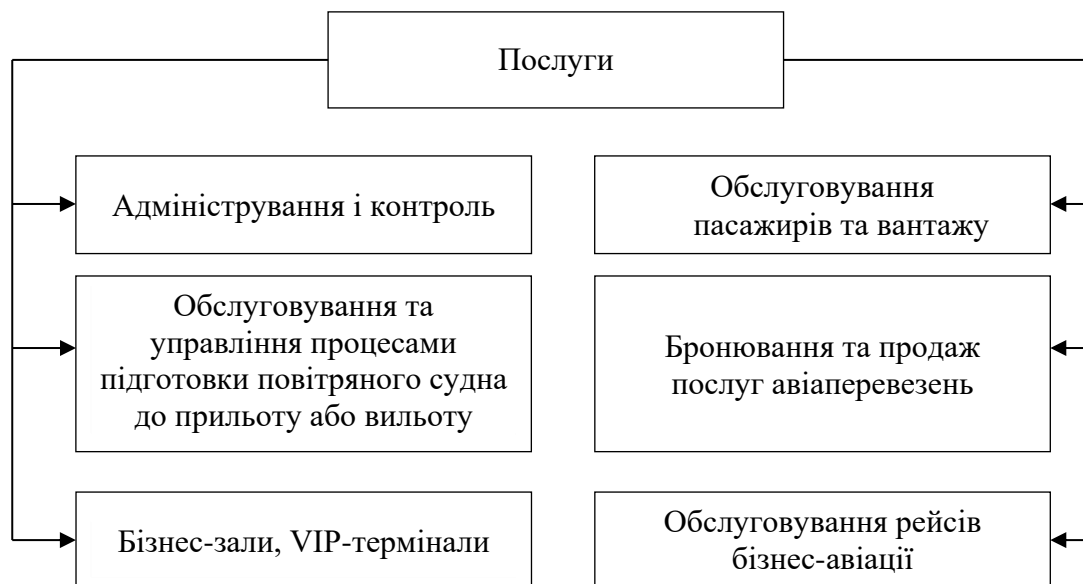 Послуги
Адміністрування і контроль
Обслуговування
пасажирів та вантажу
Обслуговування та
управління процесами
підготовки повітряного судна
до прильоту або вильоту
Бронювання та продаж
послуг авіаперевезень
Бізнес-зали, VIP-термінали
Обслуговування рейсів
бізнес-авіації